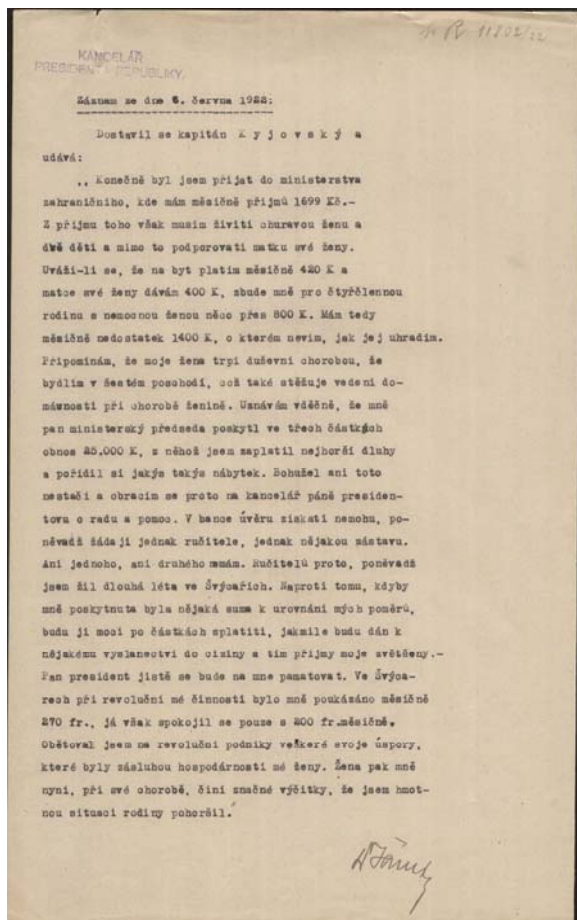 R 11802/22
KANCELÁŘ
PRESIDENTA REPUBLIKY.
Záznam ze dne 6. června 1922:
Dostavil se kapitán K y j o v s k ý a
udává:
,, Konečně byl jsem přijat do ministerstva
zahraničního, kde mám měsíčně příjmů 1699 Kč.-
Z příjmu toho však musím živiti churavou ženu a
dvě děti a mimo to podporovati matku své ženy.
Uváží-li se, že na byt platím měsíčně 420 K a
matce své ženy dávám 400 K, zbude mně pro čtyřčlennou
rodinu s nemocnou ženou něco přes 800 K. Mám tedy
měsíčně nedostatek 1400 K, o kterém nevím, jak jej uhradím.
Připomínám, že moje žena trpí duševní chorobou, že
bydlím v šestém poschodí, což také stěžuje vedení do-
mácnosti při chorobě ženině. Uznávám vděčně, že mně
pan ministerský předseda poskytl ve třech částkách
obnos 25.000 K, z něhož jsem zaplatil nejhorší dluhy
a pořídil si jakýs takýs nábytek. Bohužel ani toto
nestačí a obracím se proto na kancelář páně presiden-
tovu o radu a pomoc. V bance úvěru získati nemohu, po-
něvadž žádají jednak ručitele, jednak nějakou zástavu.
Ani jednoho, ani druhého nemám. Ručitelů proto, poněvadž
jsem žil dlouhá léta ve Švýcařích. Naproti tomu, kdyby
mně poskytnuta byla nějaká suma k urovnání mých poměrů,
budu ji moci po částkách splatiti, jakmile budu dán k
nějakému vyslanectví do ciziny a tím příjmy moje zvětšeny.-
Pan president jistě se bude na mne pamatovat. Ve Švýca-
rech při revoluční mé činnosti bylo mně poukázáno měsíčně
270 fr., já však spokojil se pouze s 200 fr.měsíčně.
Obětoval jsem na revoluční podniky veškeré svoje úspory,
které byly zásluhou hospodárnosti mé ženy. Žena pak mně
nyní, při své chorobě, činí značné výčitky, že jsem hmot-
nou situaci rodiny pohoršil."